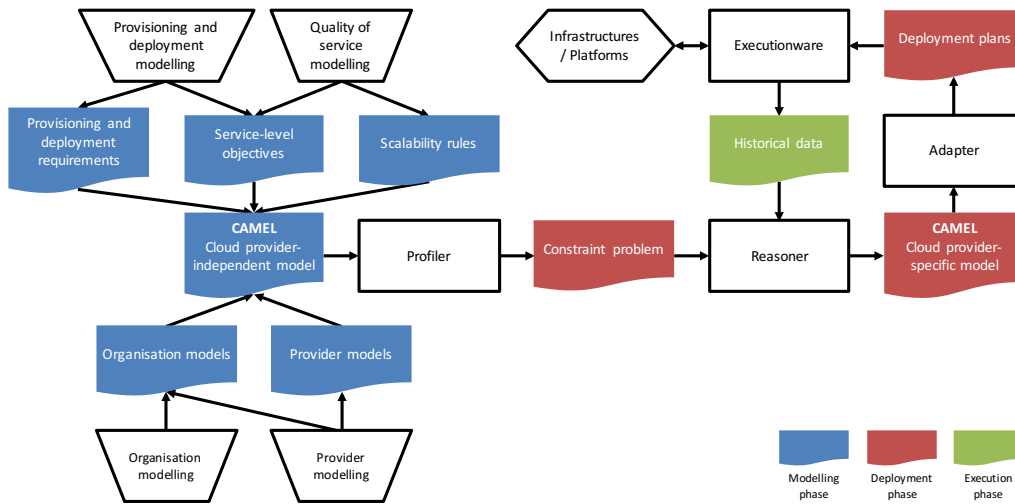 Provisioning and
deployment
modelling
Quality of
service
modelling
Infrastructures
/ Platforms
Executionware
Deployment plans
Provisioning and
deployment
requirements
Service-level
objectives
Scalability rules
Historical data
Adapter
CAMEL
Cloud provider-
independent model
Profiler
Constraint problem
Reasoner
CAMEL
Cloud provider-
specific model
Organisation models
Provider models
Organisation
modelling
Provider
modelling
Modelling
phase
Deployment
phase
Execution
phase